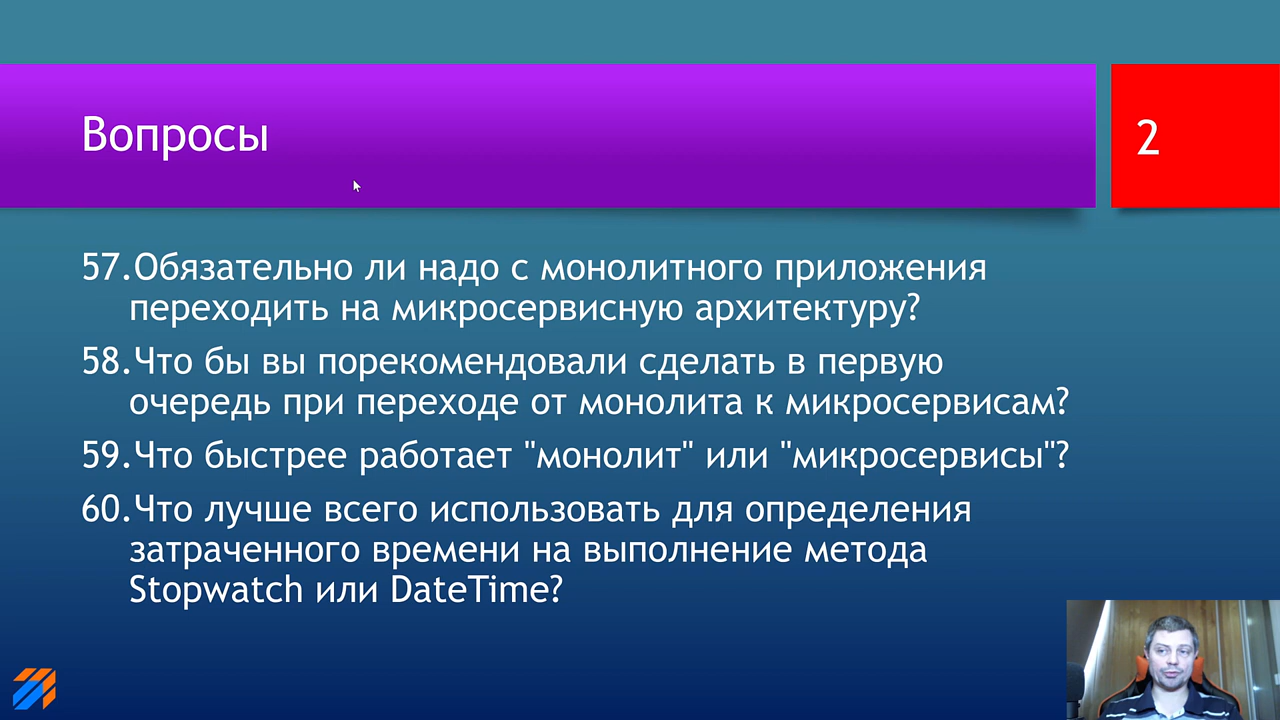 Вопросы
2
57.Обязательно ли надо с монолитного приложения
переходить на микросервисную архитектуру?
58.Что бы вы порекомендовали сделать в первую
очередь при переходе от монолита к микросервисам?
59.Что быстрее работает "монолит" или "микросервисы"?
60.Что лучше всего использовать для определения
затраченного времени на выполнение метода
Stopwatch или DateTime?